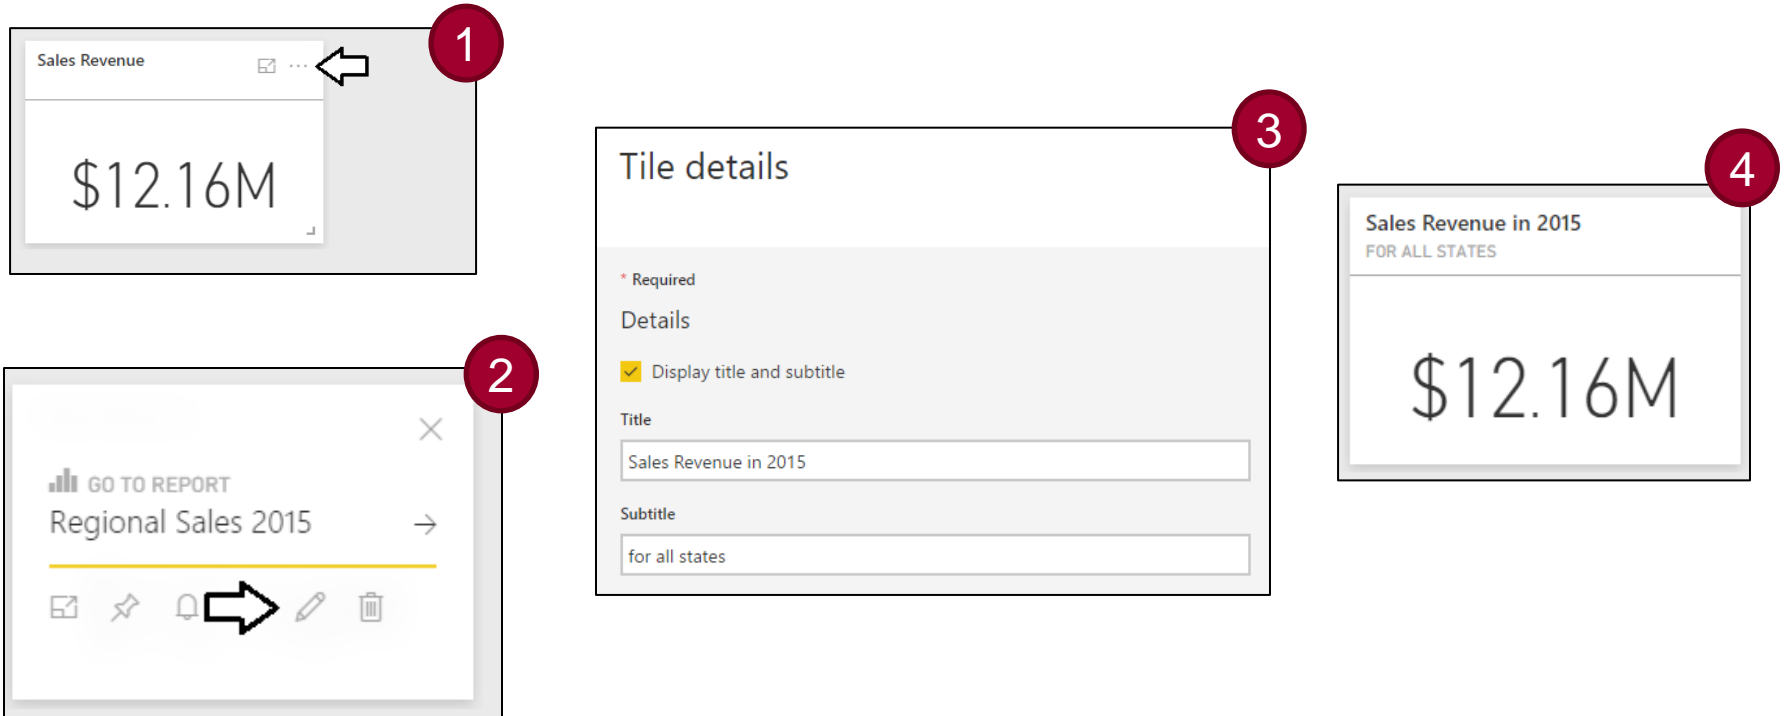 1
Sales Revenue
$12.16M
2
GO TO REPORT
Regional Sales 2015
3
Tile details
* Required
Details
Display title and subtitle
Title
Sales Revenue in 2015
Subtitle
for all states
4
Sales Revenue in 2015
FOR ALL STATES
$12.16M